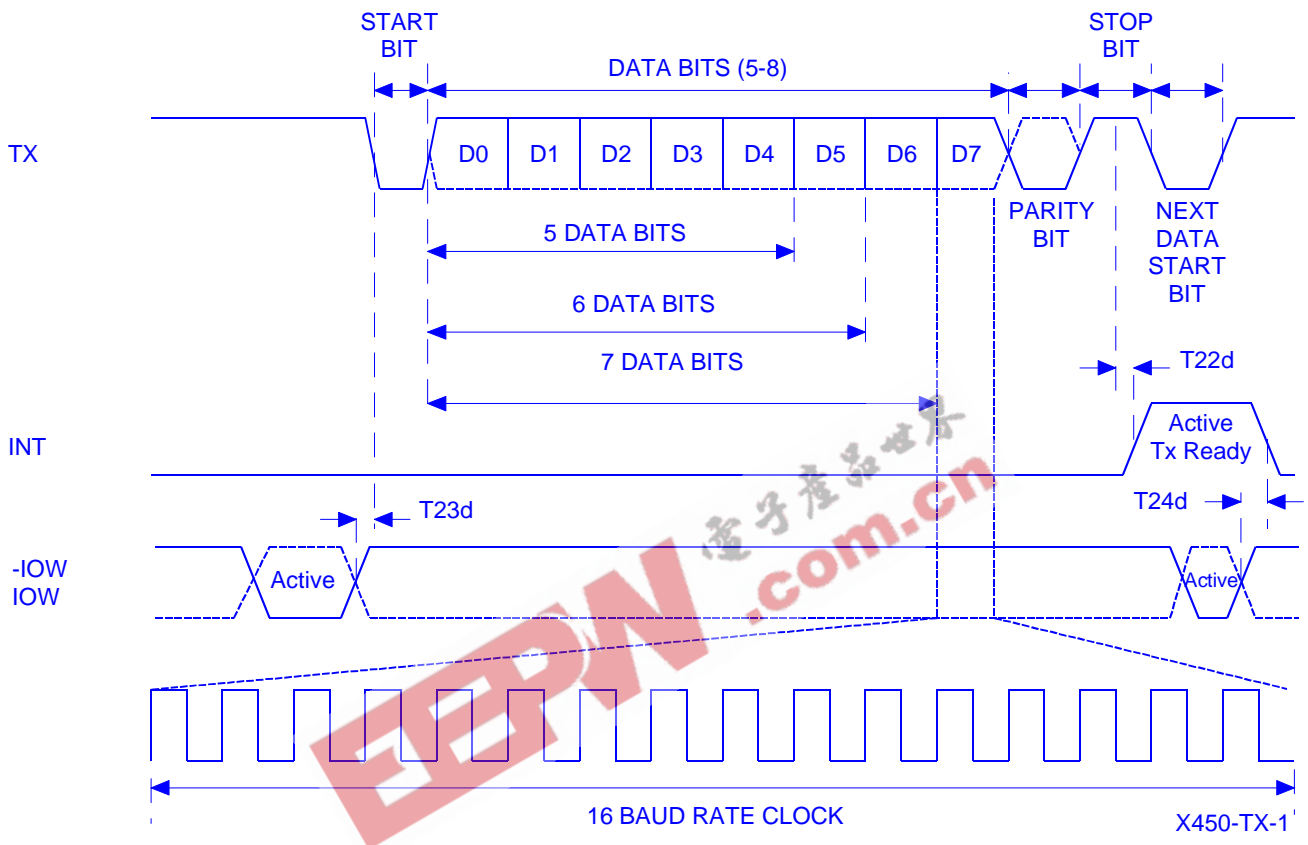 START
BIT
DATA BITS (5-8)
STOP
BIT
TX
D0 D1 D2 D3 D4 D5 D6 D7
PARITY
BIT
NEXT
DATA
START
BIT
5 DATA BITS
6 DATA BITS
7 DATA BITS
T22d
INT
Active
Tx Ready
T23d
T24d
-IOW
IOW
Active
Active
電子產品世界
EEPW.com.cn
16 BAUD RATE CLOCK
X450-TX-1